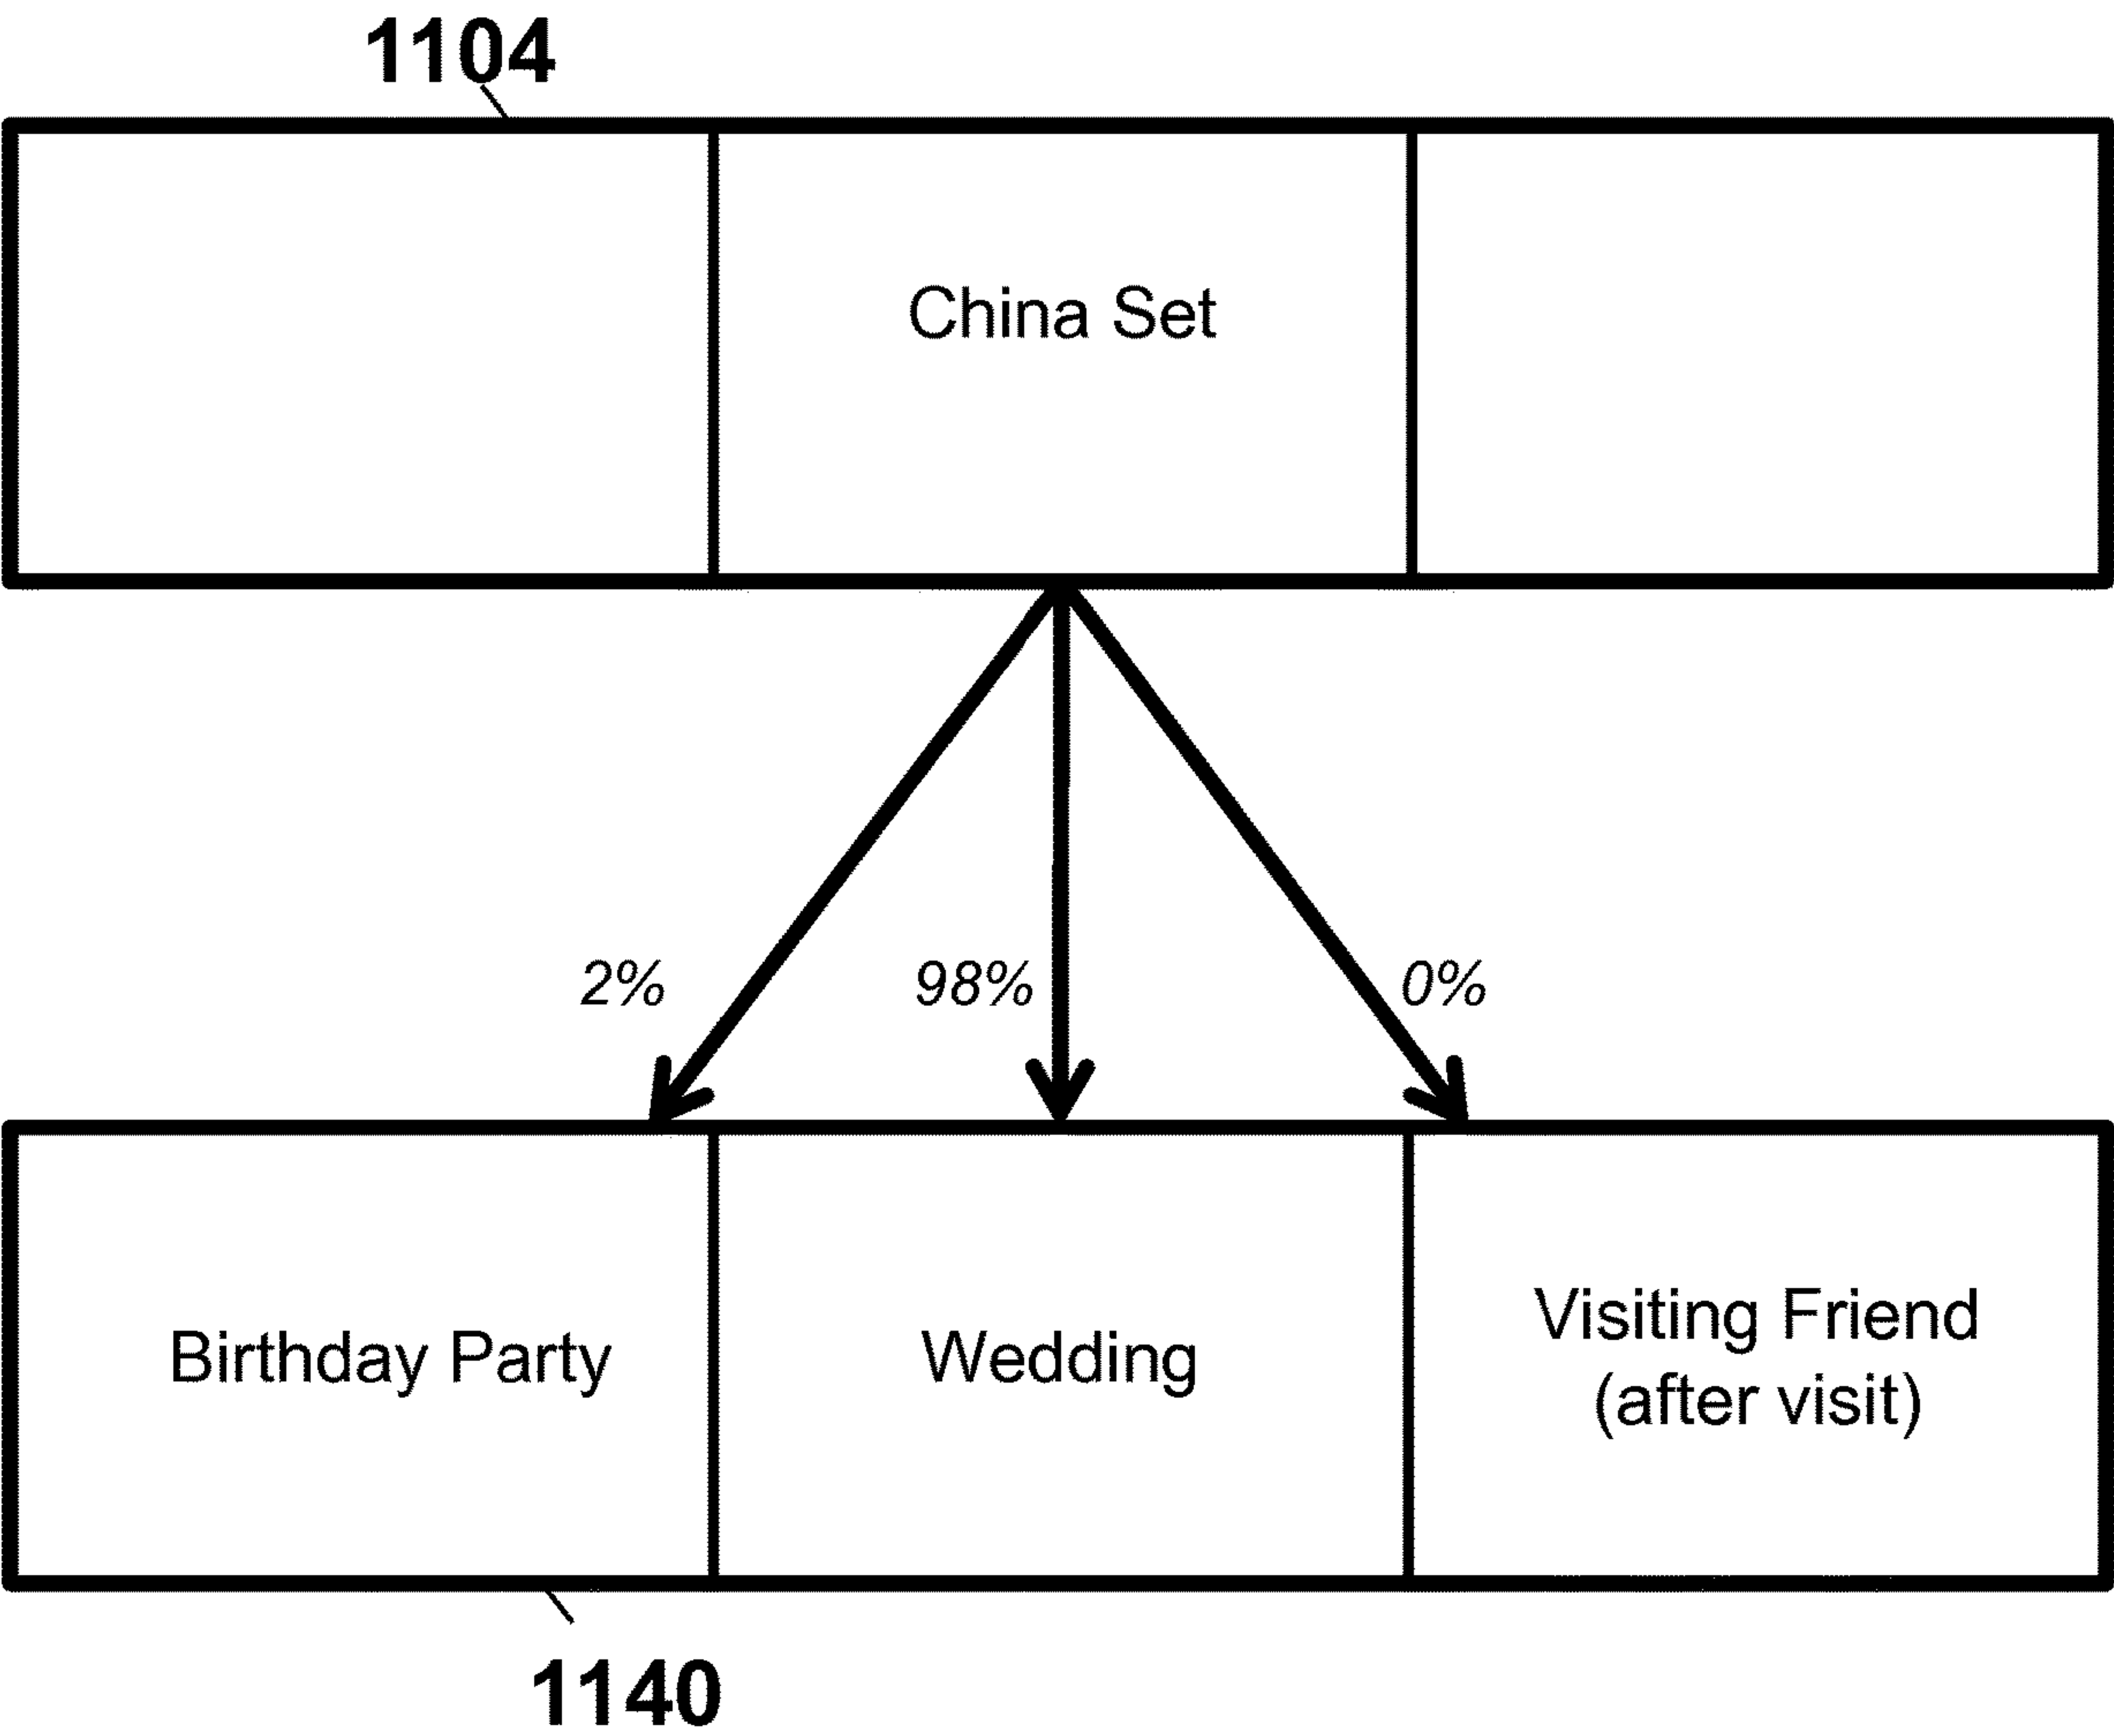 1104
China Set
2%
98%
0%
Birthday Party
Wedding
Visiting Friend
(after visit)
1140